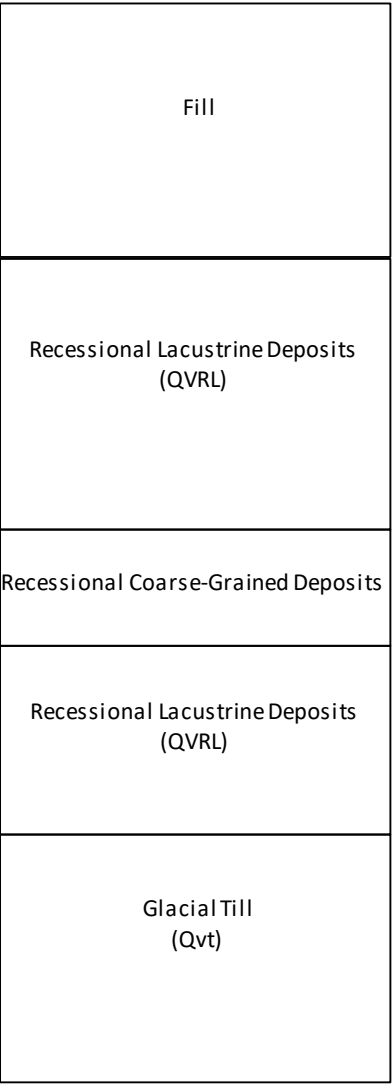 Fill
Recessional Lacustrine Deposits
(QVRL)
Recessional Coarse-Grained Deposits
Recessional Lacustrine Deposits
(QVRL)
Glacial Till
(Qvt)